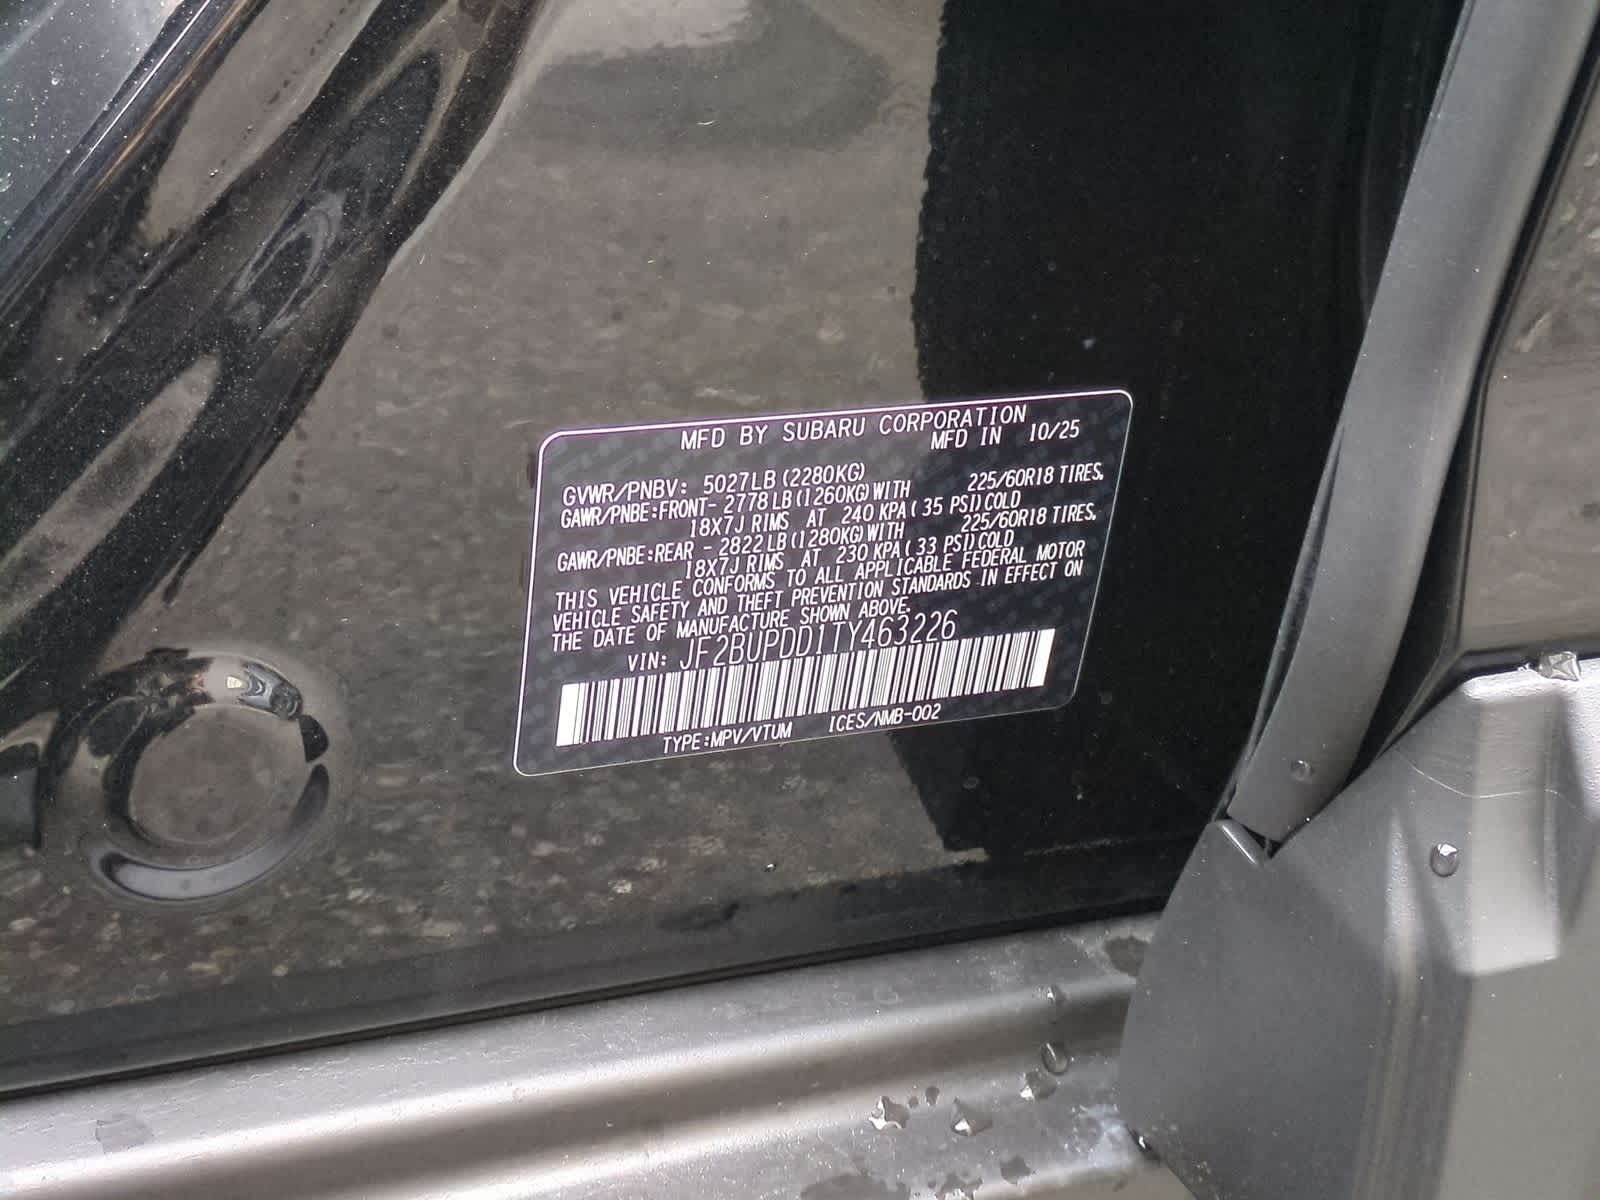 MFD BY SUBARU CORPORATION
MFD IN 10/25
GVWR/PNBV: 5027LB (2280KG)
GAWR/PNBE:FRONT- 2778LB(1260KG)WITH 225/60R18 TIRES,
18X7J RIMS AT 240 KPA( 35 PSI)COLD
GAWR/PNBE:REAR - 2822LB(1280KG)WITH 225/60R18 TIRES,
18X7J RIMS AT 230 KPA( 33 PSI)COLD
THIS VEHICLE CONFORMS TO ALL APPLICABLE FEDERAL MOTOR
VEHICLE SAFETY AND THEFT PREVENTION STANDARDS IN EFFECT ON
THE DATE OF MANUFACTURE SHOWN ABOVE.
VIN: JF2BUPDD1TY463226
TYPE:MPV/VTUM ICES/NMB-002